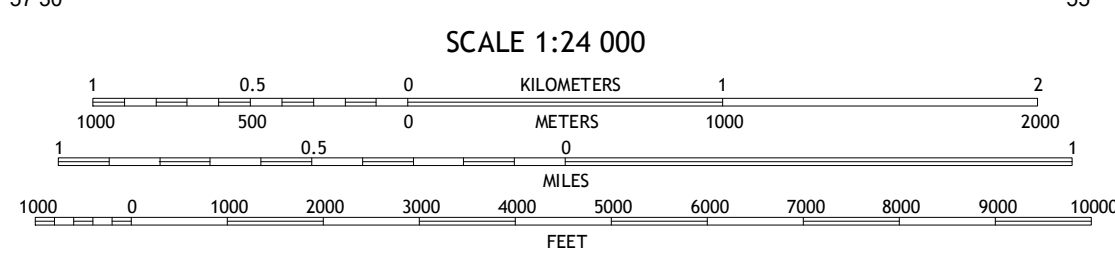 SCALE 1:24 000
1 0.5 0 KILOMETERS 1 2
1000 500 0 METERS 1000 2000
1 0.5 0 1
MILES
1000 0 1000 2000 3000 4000 5000 6000 7000 8000 9000 10000
FEET